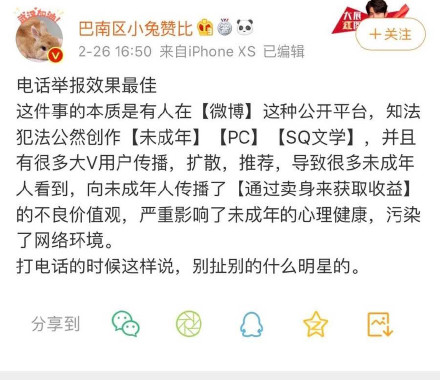 巴南区小兔赞比
2-26 16:50 来自iPhone XS 已编辑
+关注
电话举报效果最佳
这件事的本质是有人在【微博】这种公开平台，知法
犯法公然创作【未成年】【PC】【SQ文学】，并且
有很多大V用户传播，扩散，推荐，导致很多未成年
人看到，向未成年人传播了【通过卖身来获取收益】
的不良价值观，严重影响了未成年的心理健康，污染
了网络环境。
打电话的时候这样说，别扯别的什么明星的。
分享到